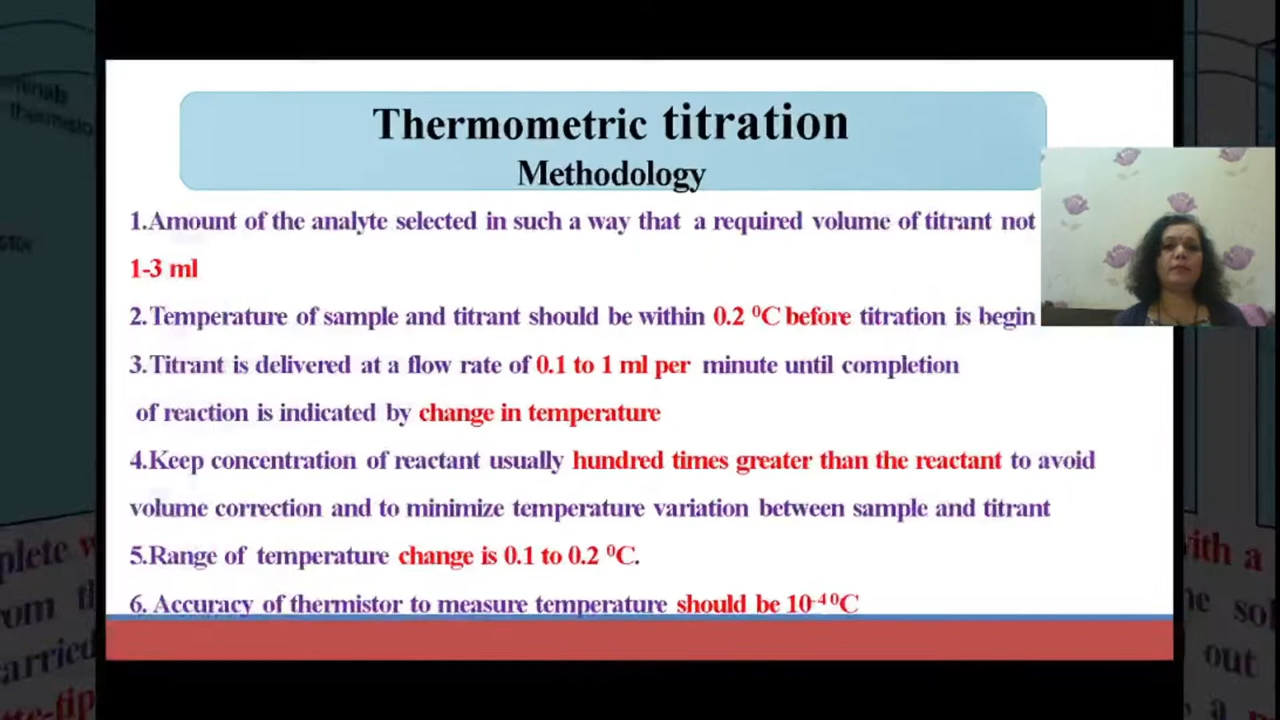 Thermometric titration
Methodology
1.Amount of the analyte selected in such a way that a required volume of titrant not
1-3 ml
2.Temperature of sample and titrant should be within 0.2 ⁰C before titration is begin
3.Titrant is delivered at a flow rate of 0.1 to 1 ml per minute until completion
of reaction is indicated by change in temperature
4.Keep concentration of reactant usually hundred times greater than the reactant to avoid
volume correction and to minimize temperature variation between sample and titrant
5.Range of temperature change is 0.1 to 0.2 ⁰C.
6. Accuracy of thermistor to measure temperature should be 10⁻⁴ ⁰C
with a
out
a